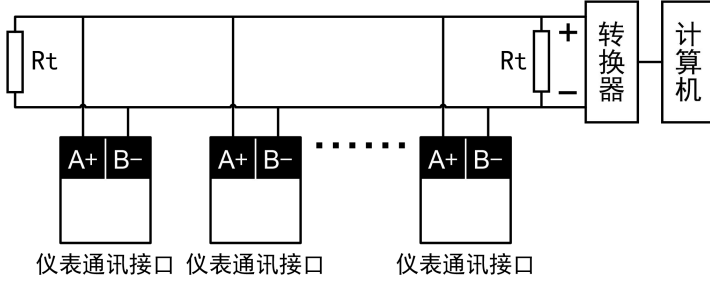 Rt
Rt
+
−
转换器
计算机
A+ B−
A+ B−
······
A+ B−
仪表通讯接口 仪表通讯接口 仪表通讯接口